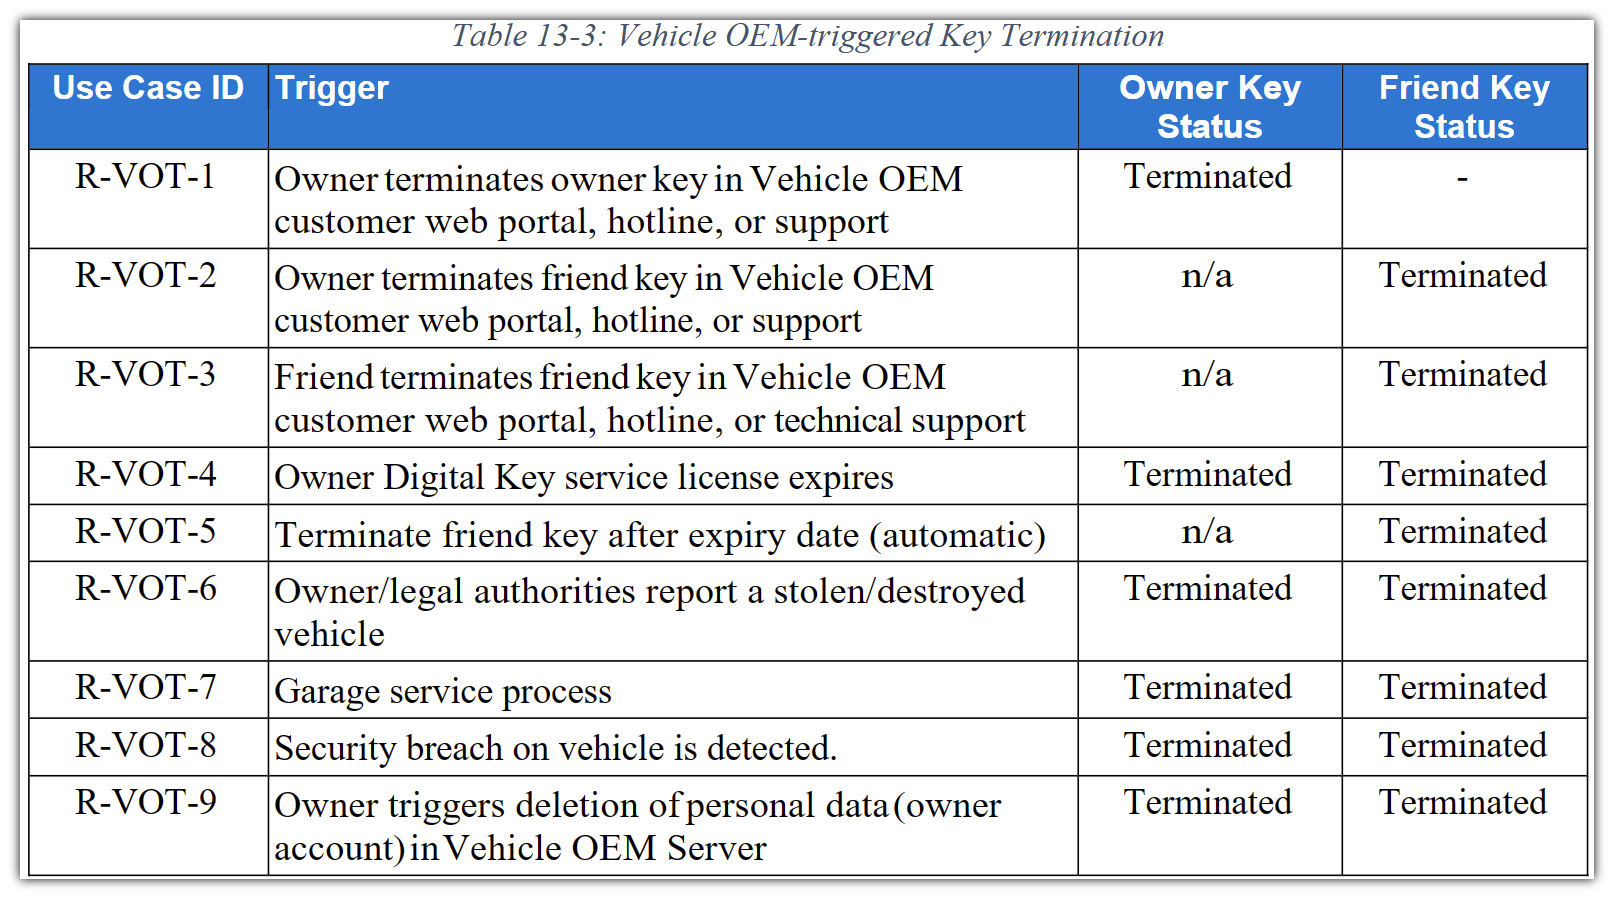 Table 13-3: Vehicle OEM-triggered Key Termination
Use Case ID Trigger Owner Key Status Friend Key Status
R-VOT-1 Owner terminates owner key in Vehicle OEM Terminated -
customer web portal, hotline, or support
R-VOT-2 Owner terminates friend key in Vehicle OEM n/a Terminated
customer web portal, hotline, or support
R-VOT-3 Friend terminates friend key in Vehicle OEM n/a Terminated
customer web portal, hotline, or technical support
R-VOT-4 Owner Digital Key service license expires Terminated Terminated
R-VOT-5 Terminate friend key after expiry date (automatic) n/a Terminated
R-VOT-6 Owner/legal authorities report a stolen/destroyed Terminated Terminated
vehicle
R-VOT-7 Garage service process Terminated Terminated
R-VOT-8 Security breach on vehicle is detected. Terminated Terminated
R-VOT-9 Owner triggers deletion of personal data (owner Terminated Terminated
account) in Vehicle OEM Server